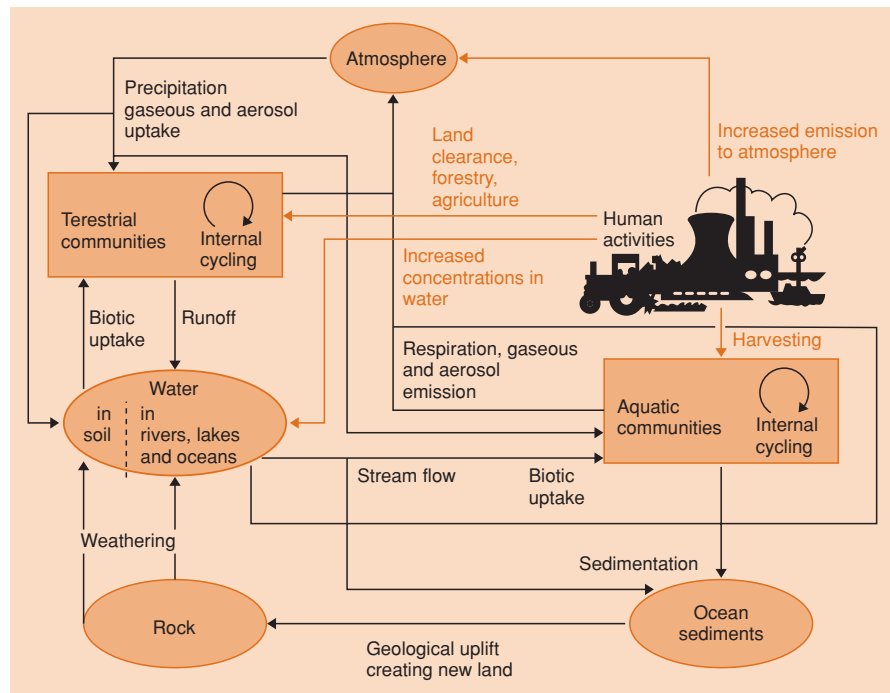 Atmosphere
Precipitation
gaseous and aerosol
uptake
Land
clearance,
forestry,
agriculture
Increased emission
to atmosphere
Terestrial
communities
Internal
cycling
Human
activities
Increased
concentrations in
water
Biotic
uptake
Runoff
Harvesting
Respiration, gaseous
and aerosol
emission
Water
in
soil
in
rivers, lakes
and oceans
Aquatic
communities
Internal
cycling
Stream flow
Biotic
uptake
Weathering
Sedimentation
Rock
Ocean
sediments
Geological uplift
creating new land